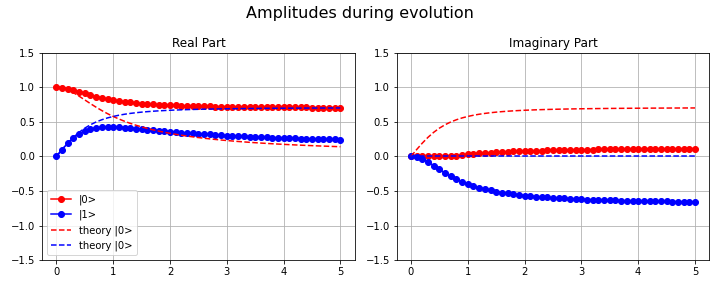 Amplitudes during evolution
Real Part
1.5
1.0
0.5
0.0
−0.5
−1.0
−1.5
0 1 2 3 4 5
|0>
|1>
theory |0>
theory |0>
Imaginary Part
1.5
1.0
0.5
0.0
−0.5
−1.0
−1.5
0 1 2 3 4 5